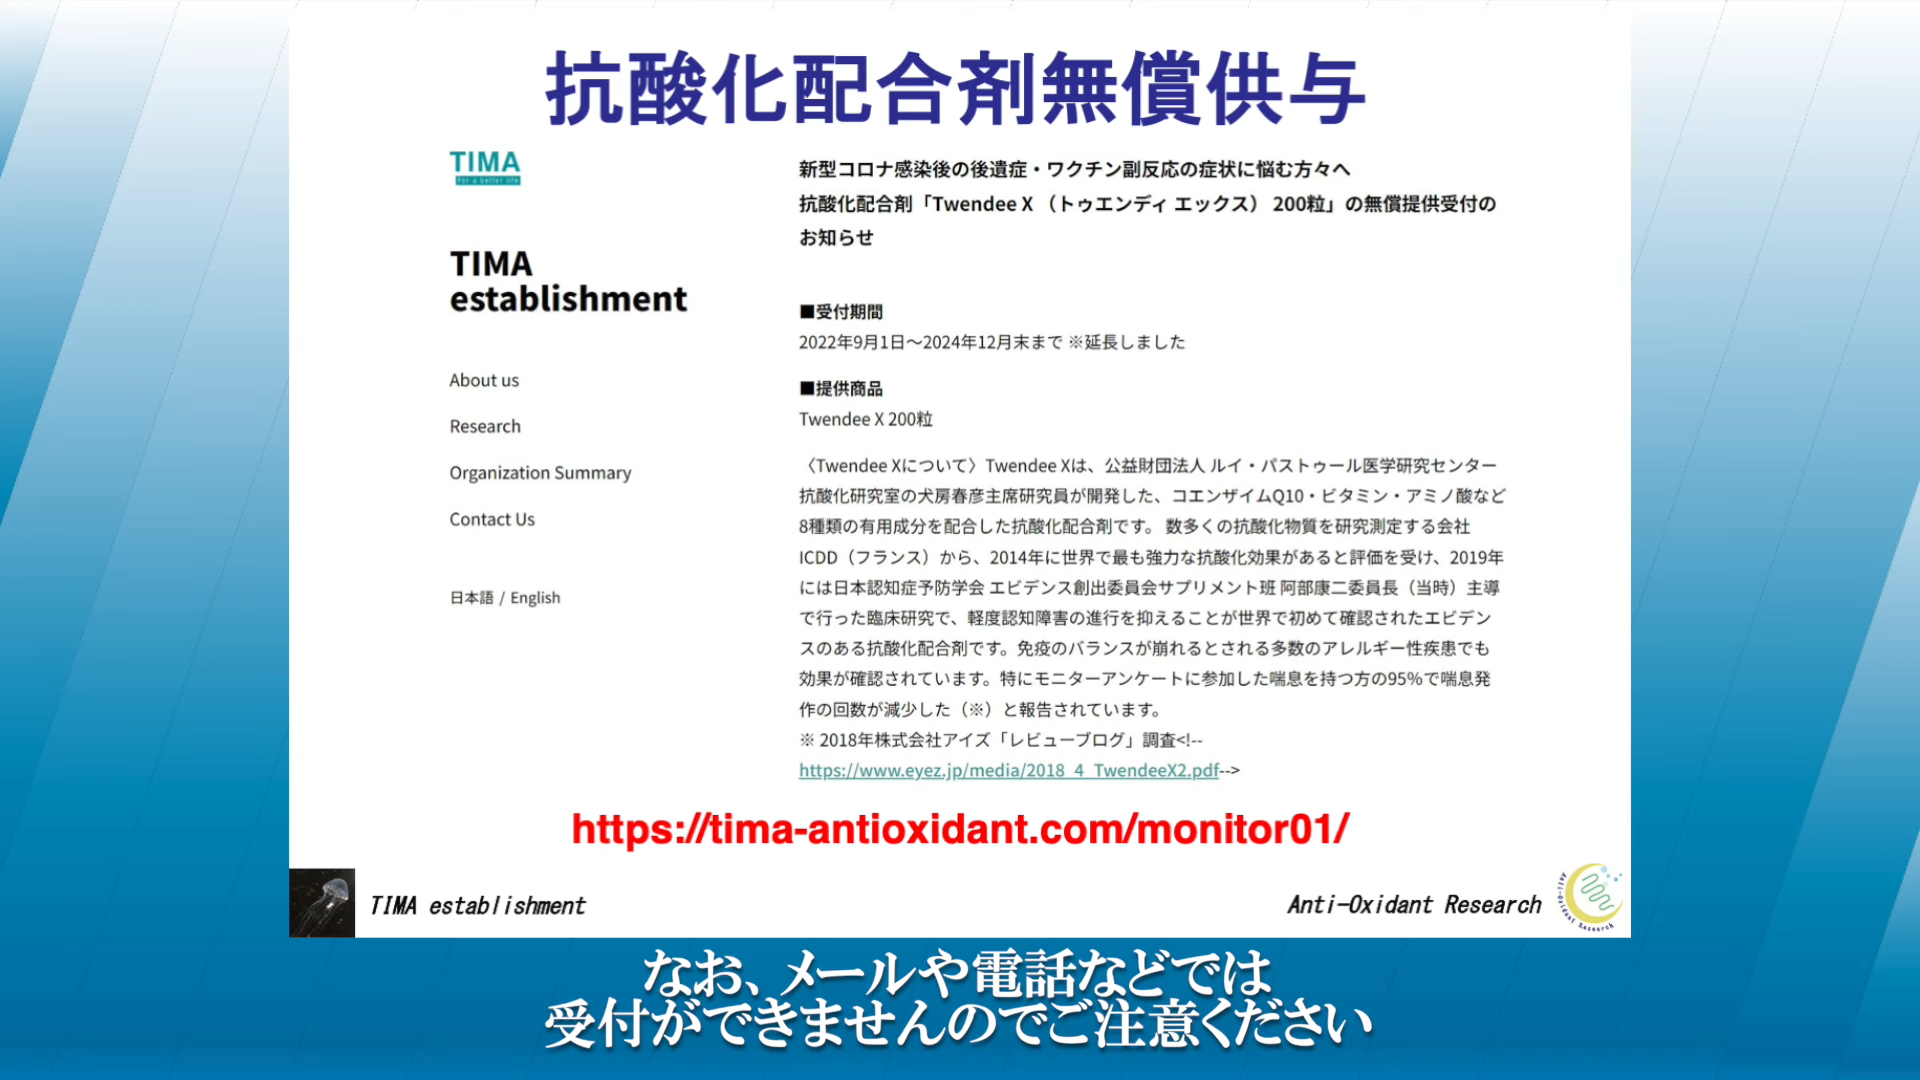 抗酸化配合剤無償供与
TIMA
For a better life
TIMA
establishment
About us
Research
Organization Summary
Contact Us
日本語 / English
新型コロナ感染後の後遺症・ワクチン副反応の症状に悩む方々へ
抗酸化配合剤「Twendee X （トゥエンディ エックス） 200粒」の無償提供受付の
お知らせ
■受付期間
2022年9月1日～2024年12月末まで ※延長しました
■提供商品
Twendee X 200粒
〈Twendee Xについて〉Twendee Xは、公益財団法人 ルイ・パストゥール医学研究センター
抗酸化研究室の犬房春彦主席研究員が開発した、コエンザイムQ10・ビタミン・アミノ酸など
8種類の有用成分を配合した抗酸化配合剤です。 数多くの抗酸化物質を研究測定する会社
ICDD（フランス）から、2014年に世界で最も強力な抗酸化効果があると評価を受け、2019年
には日本認知症予防学会 エビデンス創出委員会サプリメント班 阿部康二委員長（当時）主導
で行った臨床研究で、軽度認知障害の進行を抑えることが世界で初めて確認されたエビデン
スのある抗酸化配合剤です。免疫のバランスが崩れるとされる多数のアレルギー性疾患でも
効果が確認されています。特にモニターアンケートに参加した喘息を持つ方の95%で喘息発
作の回数が減少した（※）と報告されています。
※ 2018年株式会社アイズ「レビューブログ」調査<!--
https://www.eyez.jp/media/2018_4_TwendeeX2.pdf-->
https://tima-antioxidant.com/monitor01/
TIMA establishment
Anti-Oxidant Research
Anti-Oxidant Research
なお、メールや電話などでは
受付ができませんのでご注意ください